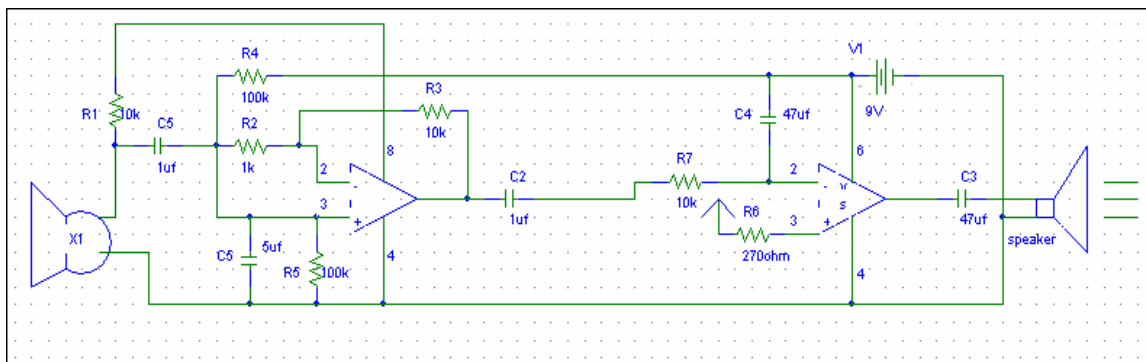 R4
100k
V1
9V
R1
10k
R3
10k
C5
1uf
R2
1k
C4
47uf
8
6
2
-
3
+
4
R7
10k
C2
1uf
2
-
V
S
3
+
4
R6
270ohm
C3
47uf
X1
C5
5uf
R5
100k
speaker